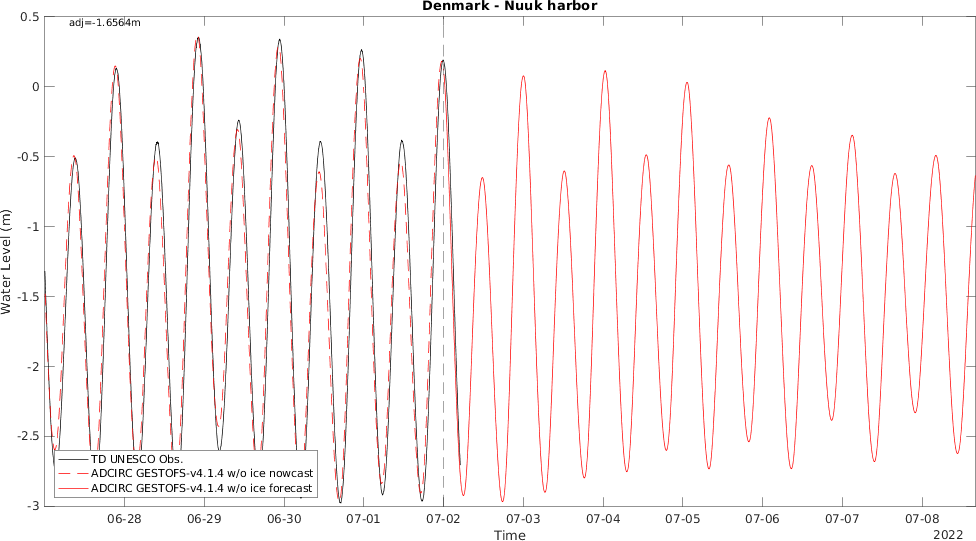 Denmark - Nuuk harbor
adj=-1.6564m
0.5
0
-0.5
-1
-1.5
-2
-2.5
-3
Water Level (m)
TD UNESCO Obs.
ADCIRC GESTOFS-v4.1.4 w/o ice nowcast
ADCIRC GESTOFS-v4.1.4 w/o ice forecast
06-28 06-29 06-30 07-01 07-02 07-03 07-04 07-05 07-06 07-07 07-08
Time
2022